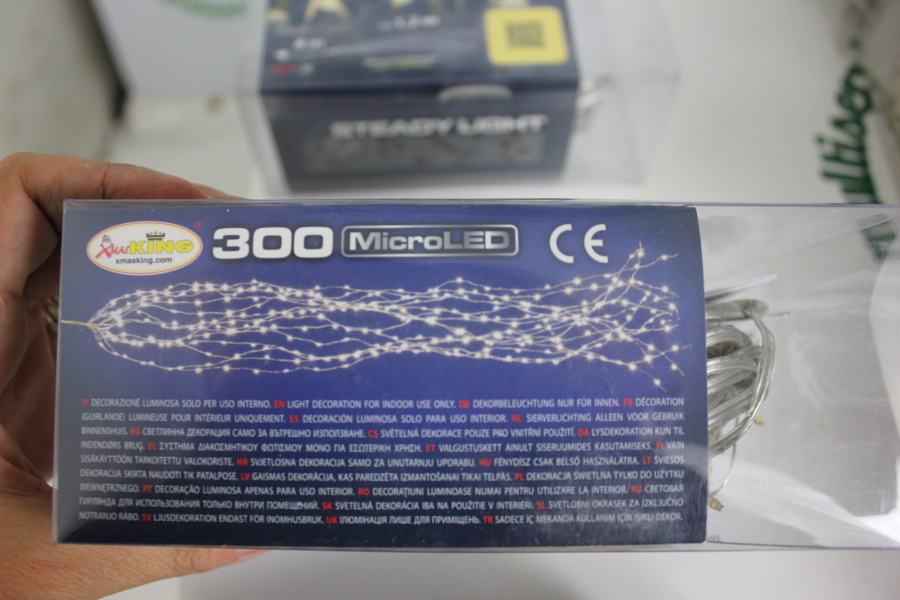 STEADY LIGHT
XmasKING
xmasking.com
300 MicroLED CE
IT DECORAZIONE LUMINOSA SOLO PER USO INTERNO. EN LIGHT DECORATION FOR INDOOR USE ONLY. DE DEKORBELEUCHTUNG NUR FÜR INNEN. FR DÉCORATION
(GUIRLANDE) LUMINEUSE POUR INTÉRIEUR UNIQUEMENT. ES DECORACIÓN LUMINOSA SOLO PARA USO INTERIOR. NL SIERVERLICHTING ALLEEN VOOR GEBRUIK
BINNENSHUIS. BG СВЕТЛИННА ДЕКОРАЦИЯ САМО ЗА ВЪТРЕШНО ИЗПОЛЗВАНЕ. CS SVĚTELNÁ DEKORACE POUZE PRO VNITŘNÍ POUŽITÍ. DA LYSDEKORATION KUN TIL
INDENDØRS BRUG. EL ΣΥΣΤΗΜΑ ΔΙΑΚΟΣΜΗΤΙΚΟΥ ΦΩΤΙΣΜΟΥ ΜΟΝΟ ΓΙΑ ΕΣΩΤΕΡΙΚΗ ΧΡΗΣΗ. ET VALGUSTUSKETT AINULT SISERUUMIDES KASUTAMISEKS. FI VAIN
SISÄKÄYTTÖÖN TARKOITETTU VALOKORISTE. HR SVJETLOSNA DEKORACIJA SAMO ZA UNUTARNJU UPORABU. HU FÉNYDÍSZ CSAK BELSŐ HASZNÁLATRA. LT ŠVIESOS
DEKORACIJA SKIRTA NAUDOTI TIK PATALPOSE. LV GAISMAS DEKORĀCIJA, KAS PAREDZĒTA IZMANTOŠANAI TIKAI TELPĀS. PL DEKORACJA ŚWIETLNA TYLKO DO UŻYTKU
WEWNĘTRZNEGO. PT DECORAÇÃO LUMINOSA APENAS PARA USO INTERIOR. RO DECORAȚIUNI LUMINOASE NUMAI PENTRU UTILIZARE LA INTERIOR. RU СВЕТОВАЯ
ГИРЛЯНДА ДЛЯ ИСПОЛЬЗОВАНИЯ ТОЛЬКО ВНУТРИ ПОМЕЩЕНИЙ. SK SVETELNÁ DEKORÁCIA IBA NA POUŽITIE V INTERIÉRI. SL SVETLOBNI OKRASEK ZA IZKLJUČNO
NOTRANJO RABO. SV LJUSDEKORATION ENDAST FÖR INOMHUSBRUK. UK ІЛЮМІНАЦІЯ ЛИШЕ ДЛЯ ПРИМІЩЕНЬ. TR SADECE İÇ MEKANDA KULLANIM İÇİN IŞIKLI DEKOR.